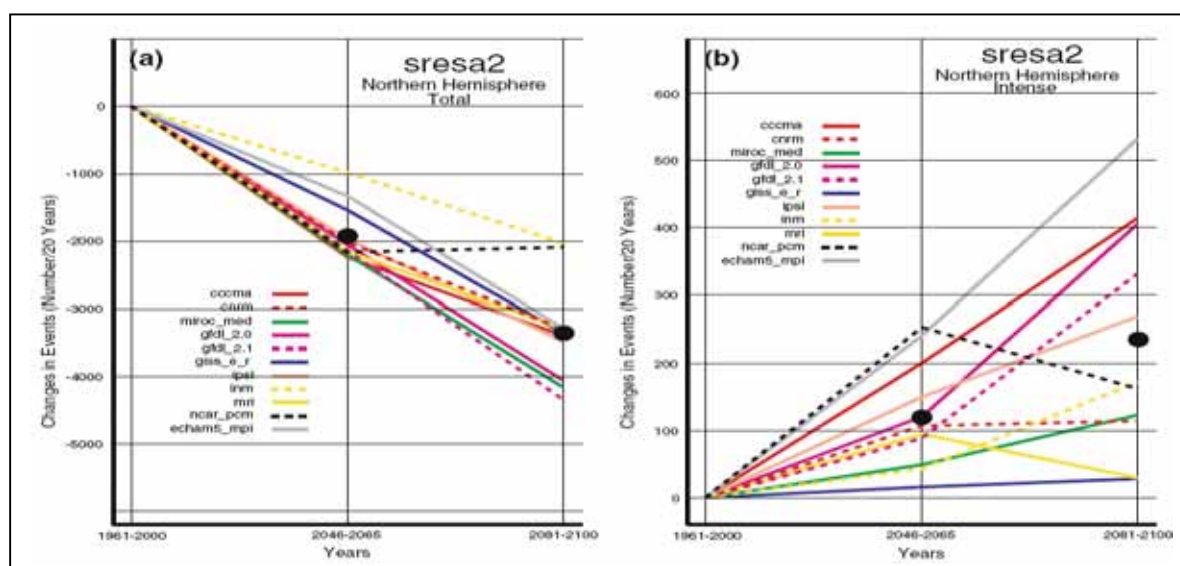 (a)
sresa2
Northern Hemisphere
Total
0
-1000
-2000
-3000
-4000
-5000
Changes in Events (Number/20 Years)
cccma
cnrm
miroc_med
gfdl_2.0
gfdl_2.1
giss_e_r
ipsl
inm
mri
ncar_pcm
echam5_mpi
1961-2000
2046-2065
2081-2100
Years
(b)
sresa2
Northern Hemisphere
Intense
600
500
400
300
200
100
0
Changes in Events (Number/20 Years)
cccma
cnrm
miroc_med
gfdl_2.0
gfdl_2.1
giss_e_r
ipsl
inm
mri
ncar_pcm
echam5_mpi
1961-2000
2046-2065
2081-2100
Years